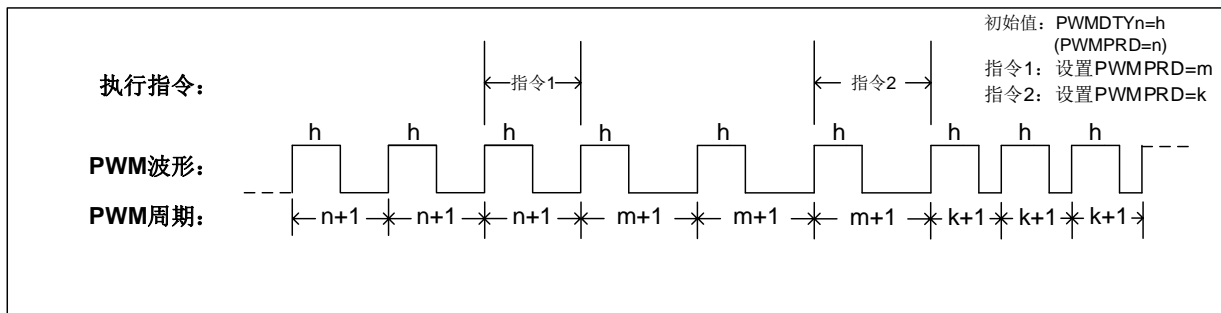 初始值：PWMDTYn=h
(PWMPRD=n)
指令1：设置PWMPRD=m
指令2：设置PWMPRD=k
执行指令：
指令1
指令2
h h h h h h h h h
PWM波形：
PWM周期：
n+1 n+1 n+1 m+1 m+1 m+1 k+1 k+1 k+1